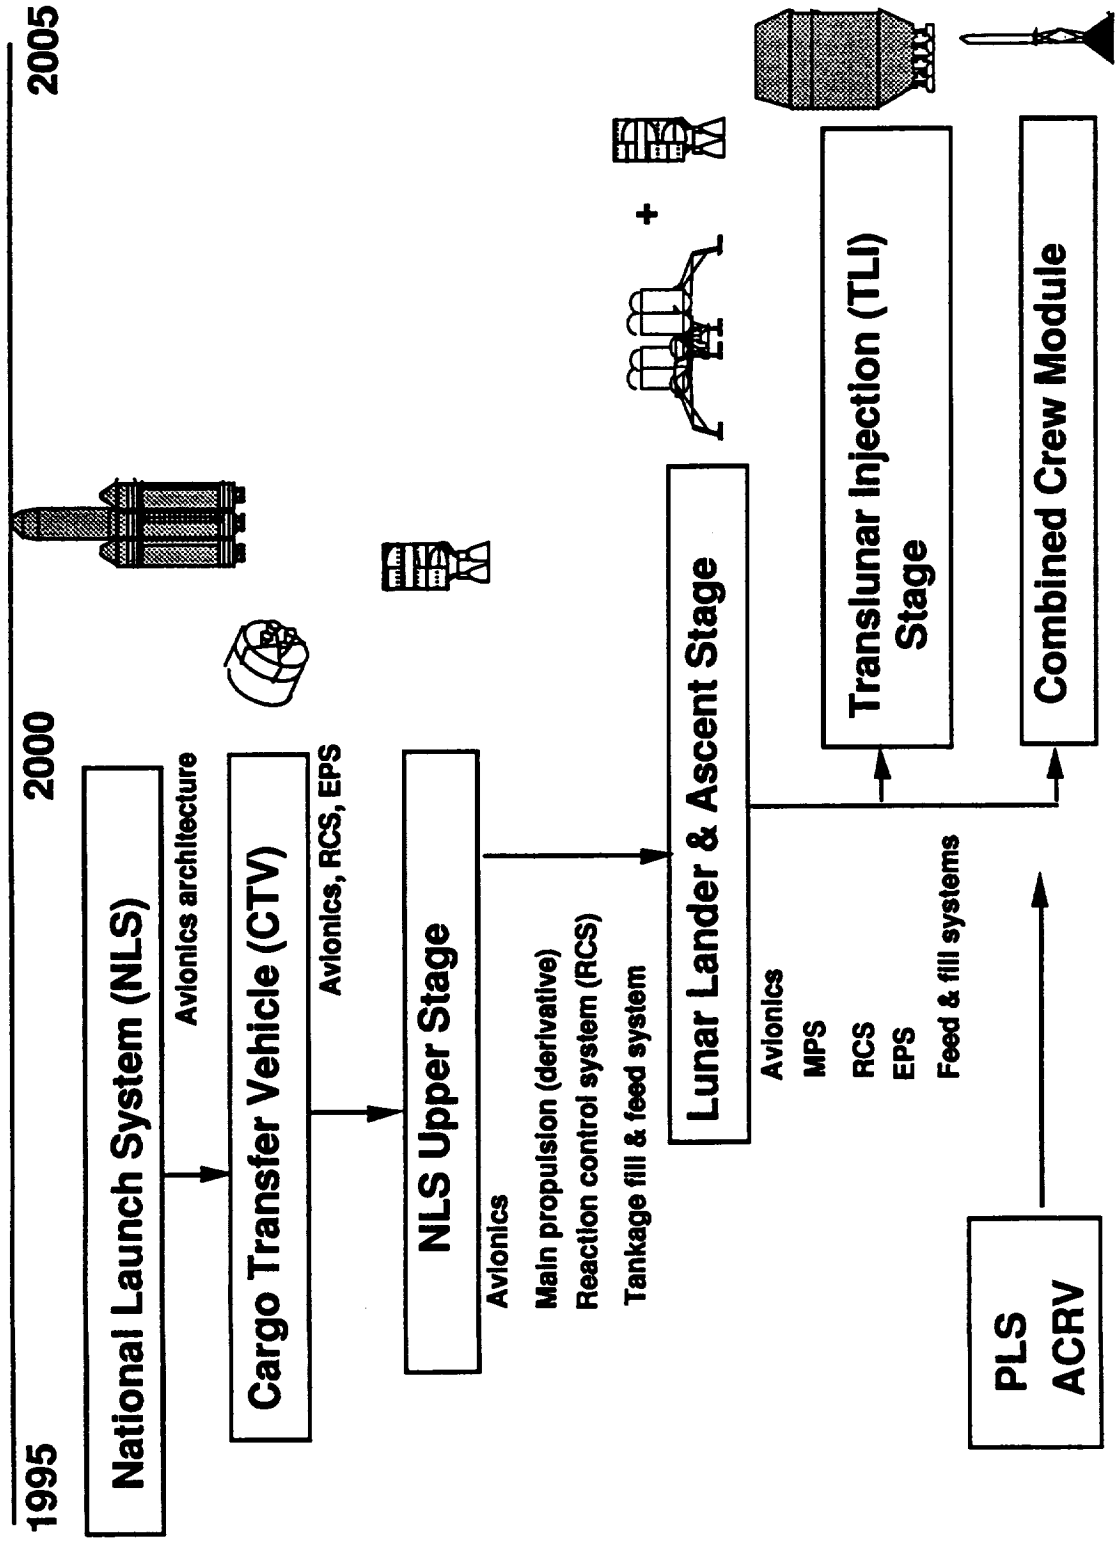 1995
2000
2005
National Launch System (NLS)
Avionics architecture
Cargo Transfer Vehicle (CTV)
Avionics, RCS, EPS
NLS Upper Stage
Avionics
Main propulsion (derivative)
Reaction control system (RCS)
Tankage fill & feed system
+
Lunar Lander & Ascent Stage
Avionics
MPS
RCS
EPS
Feed & fill systems
Translunar Injection (TLI)
Stage
Combined Crew Module
PLS
ACRV